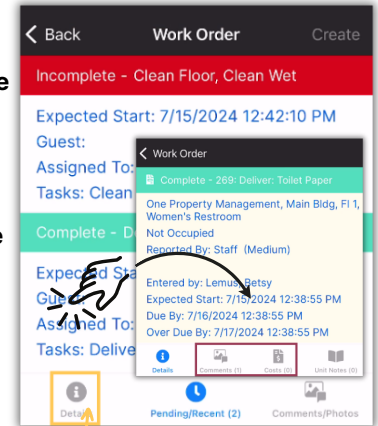 Back Work Order Create
e
Incomplete - Clean Floor, Clean Wet
Expected Start: 7/15/2024 12:42:10 PM
Guest:
Assigned To:
Tasks: Clean
e
Complete - D
Expected Sta
Guest:
Assigned To:
Tasks: Delive
Work Order
Complete - 269: Deliver: Toilet Paper
One Property Management, Main Bldg, Fl 1,
Women's Restroom
Not Occupied
Reported By: Staff (Medium)
Entered by: Lemus, Betsy
Expected Start: 7/15/2024 12:38:55 PM
Due By: 7/16/2024 12:38:55 PM
Over Due By: 7/17/2024 12:38:55 PM
Details Comments (1) Costs (0) Unit Notes (0)
Details Pending/Recent (2) Comments/Photos